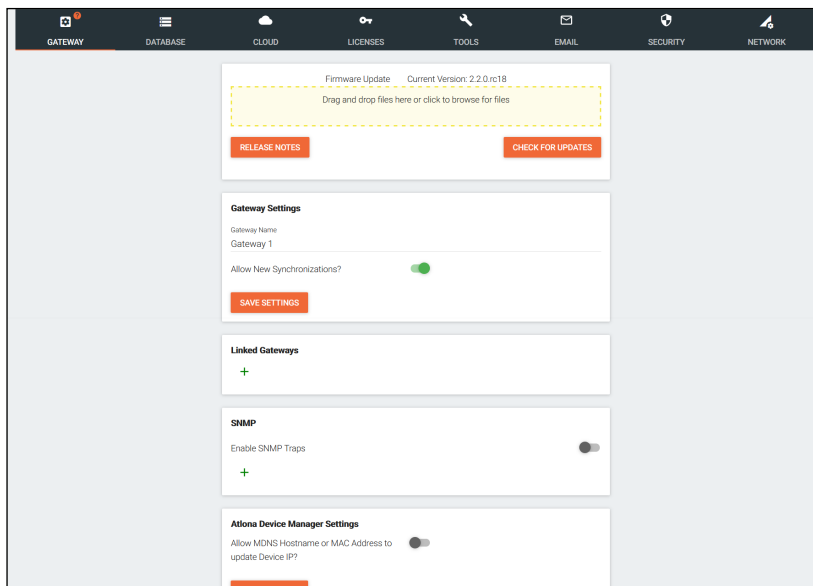 ?
GATEWAY DATABASE CLOUD LICENSES TOOLS EMAIL SECURITY NETWORK
Firmware Update Current Version: 2.2.0.rc18
Drag and drop files here or click to browse for files
RELEASE NOTES CHECK FOR UPDATES
Gateway Settings
Gateway Name
Gateway 1
Allow New Synchronizations?
SAVE SETTINGS
Linked Gateways
+
SNMP
Enable SNMP Traps
+
Atlona Device Manager Settings
Allow MDNS Hostname or MAC Address to
update Device IP?